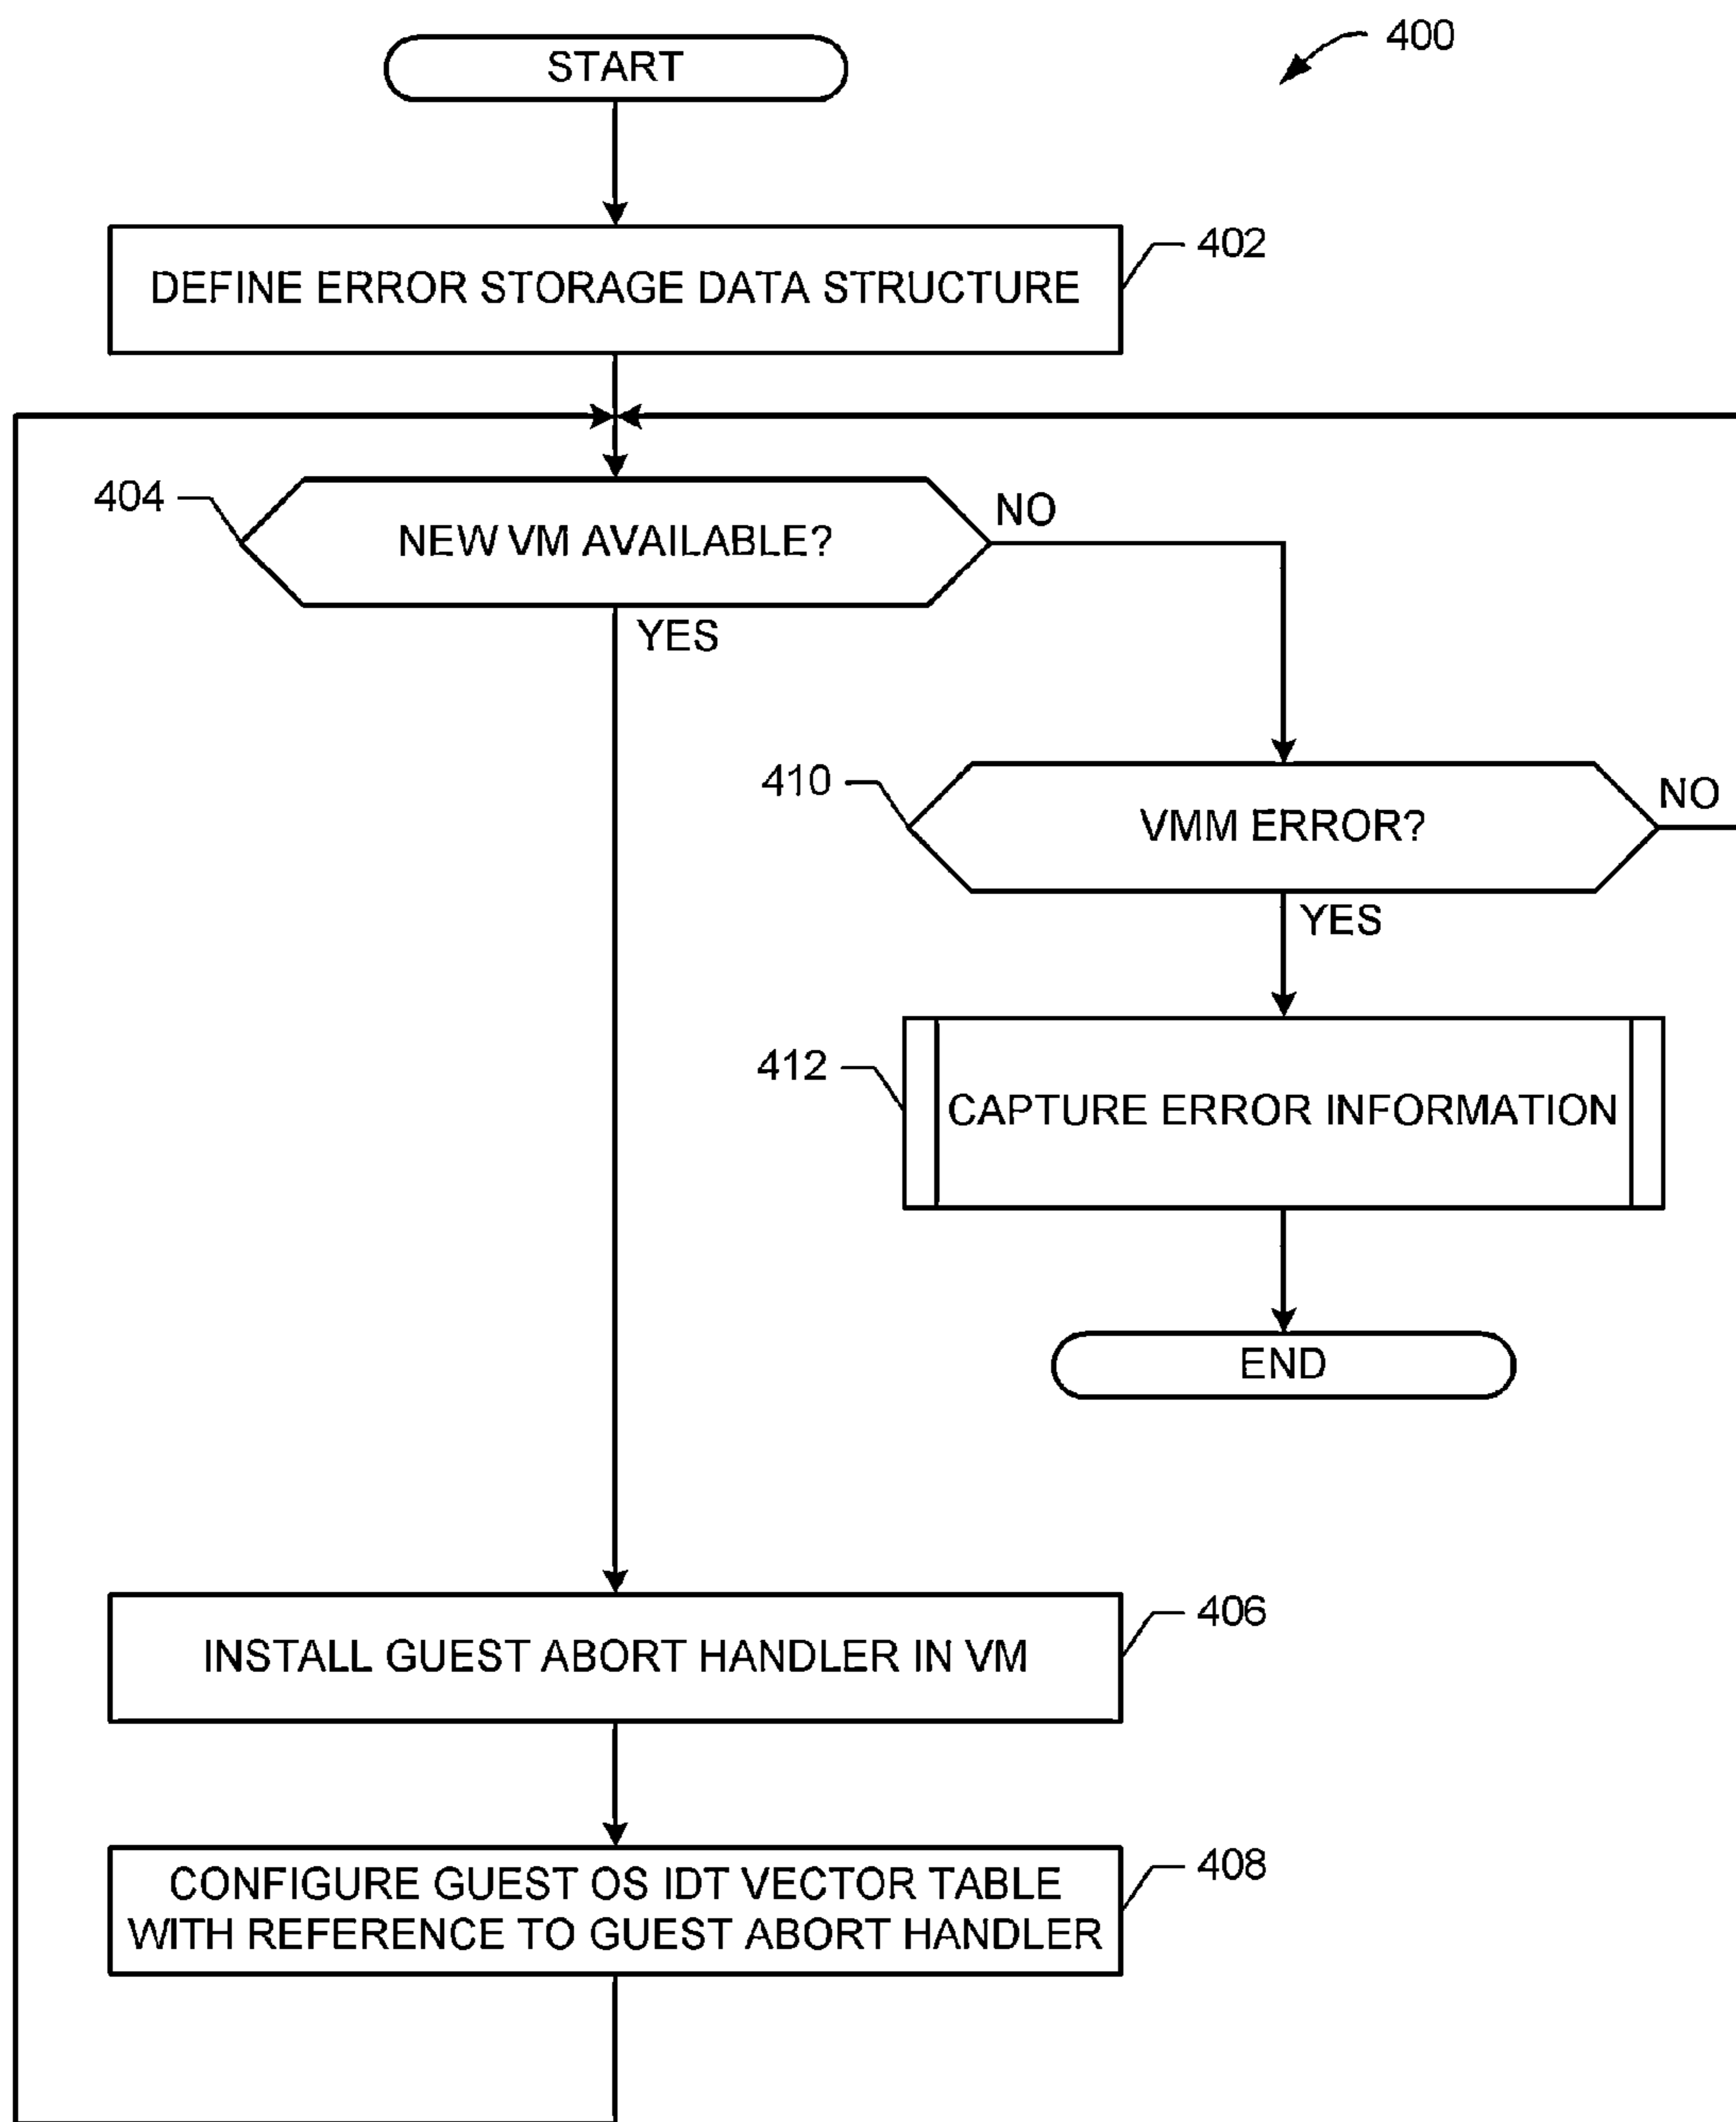 START
400
DEFINE ERROR STORAGE DATA STRUCTURE
402
404
NEW VM AVAILABLE?
NO
YES
410
VMM ERROR?
NO
YES
412
CAPTURE ERROR INFORMATION
END
INSTALL GUEST ABORT HANDLER IN VM
406
CONFIGURE GUEST OS IDT VECTOR TABLE
WITH REFERENCE TO GUEST ABORT HANDLER
408